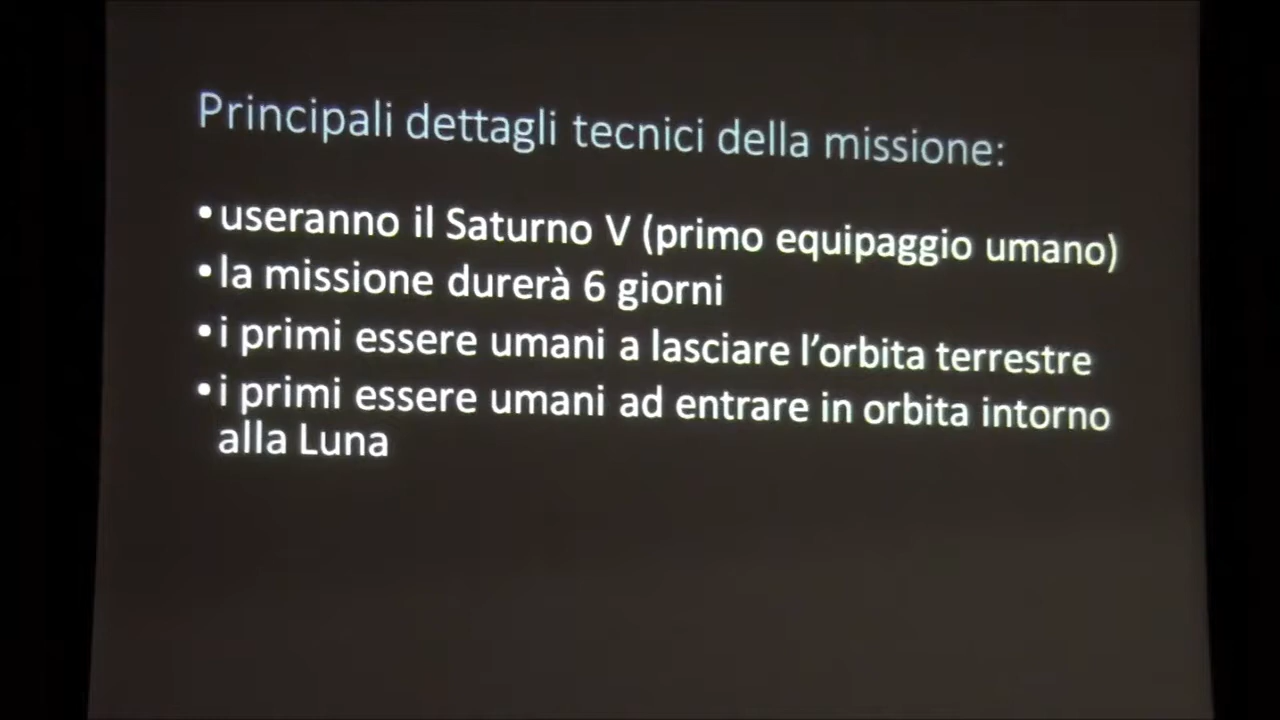 Principali dettagli tecnici della missione:
• useranno il Saturno V (primo equipaggio umano)
• la missione durerà 6 giorni
• i primi essere umani a lasciare l'orbita terrestre
• i primi essere umani ad entrare in orbita intorno
alla Luna